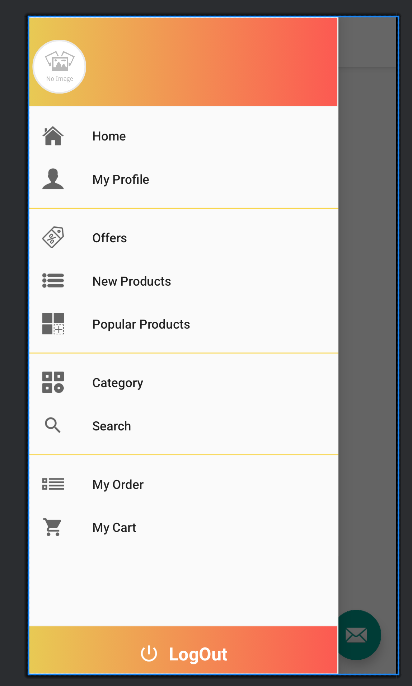 No Image
Home
My Profile
Offers
New Products
Popular Products
Category
Search
My Order
My Cart
LogOut